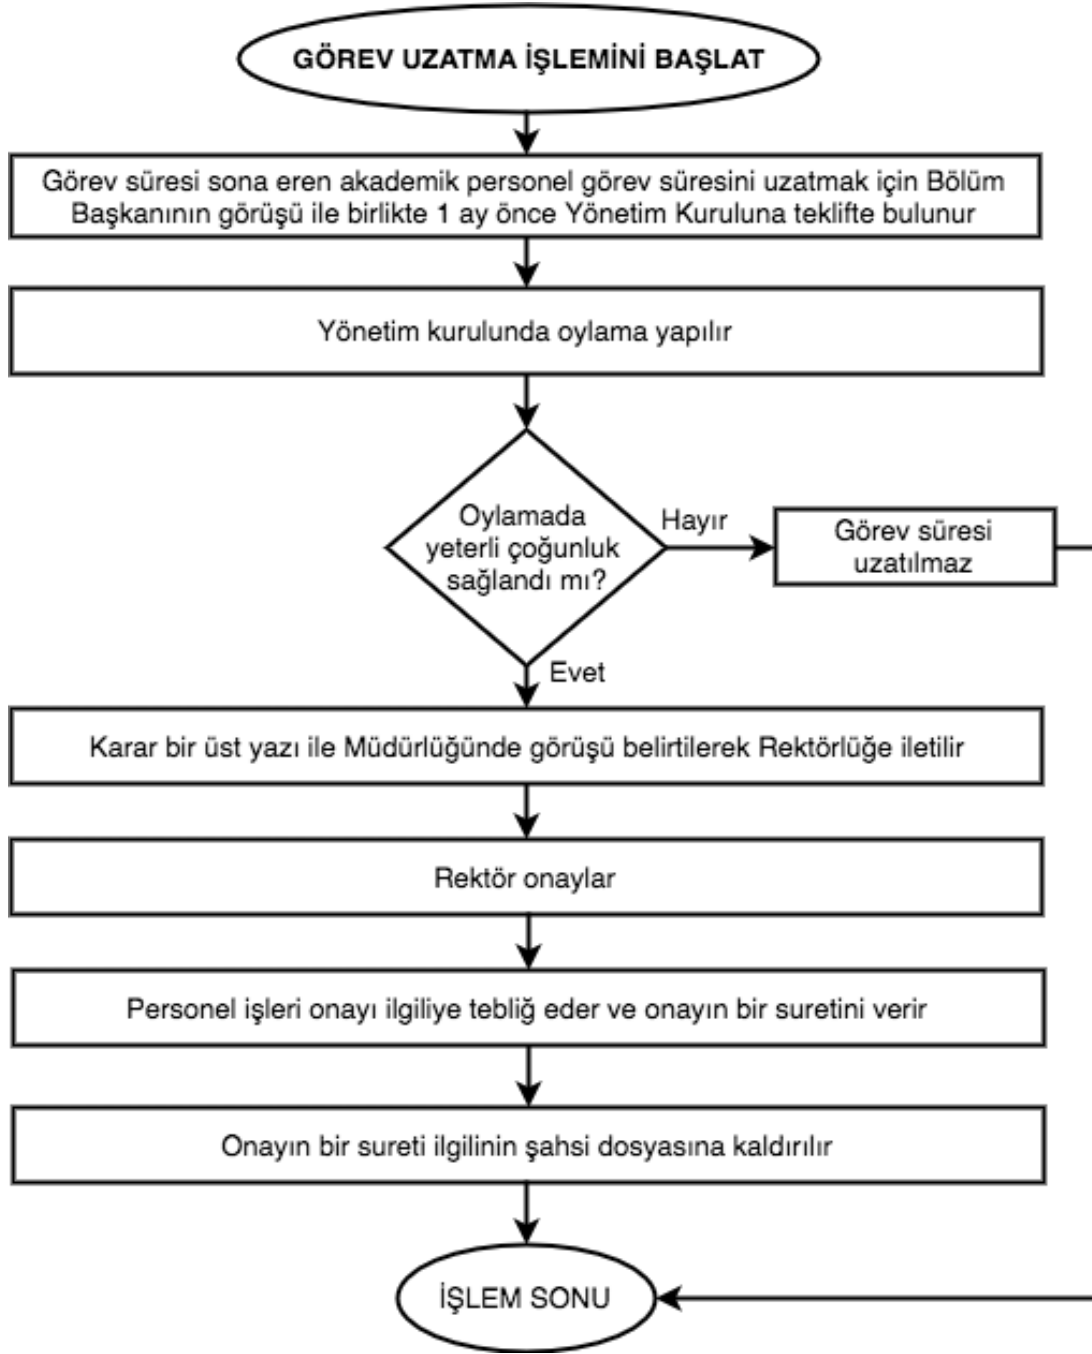 GÖREV UZATMA İŞLEMİNİ BAŞLAT
Görev süresi sona eren akademik personel görev süresini uzatmak için Bölüm
Başkanının görüşü ile birlikte 1 ay önce Yönetim Kuruluna teklifte bulunur
Yönetim kurulunda oylama yapılır
Oylamada
yeterli çoğunluk
sağlandı mı?
Hayır
Görev süresi
uzatılmaz
Evet
Karar bir üst yazı ile Müdürlüğünde görüşü belirtilerek Rektörlüğe iletilir
Rektör onaylar
Personel işleri onayı ilgiliye tebliğ eder ve onayın bir suretini verir
Onayın bir sureti ilgilinin şahsi dosyasına kaldırılır
İŞLEM SONU